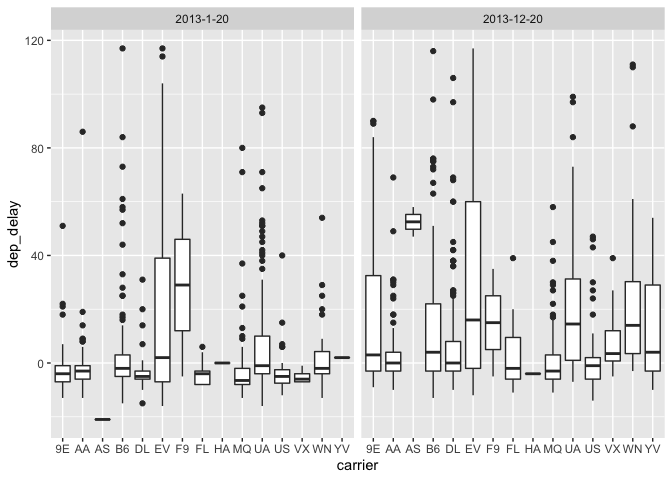 2013-1-20 2013-12-20
120
80
40
0
dep_delay
9E AA AS B6 DL EV F9 FL HA MQ UA US VX WN YV 9E AA AS B6 DL EV F9 FL HA MQ UA US VX WN YV
carrier